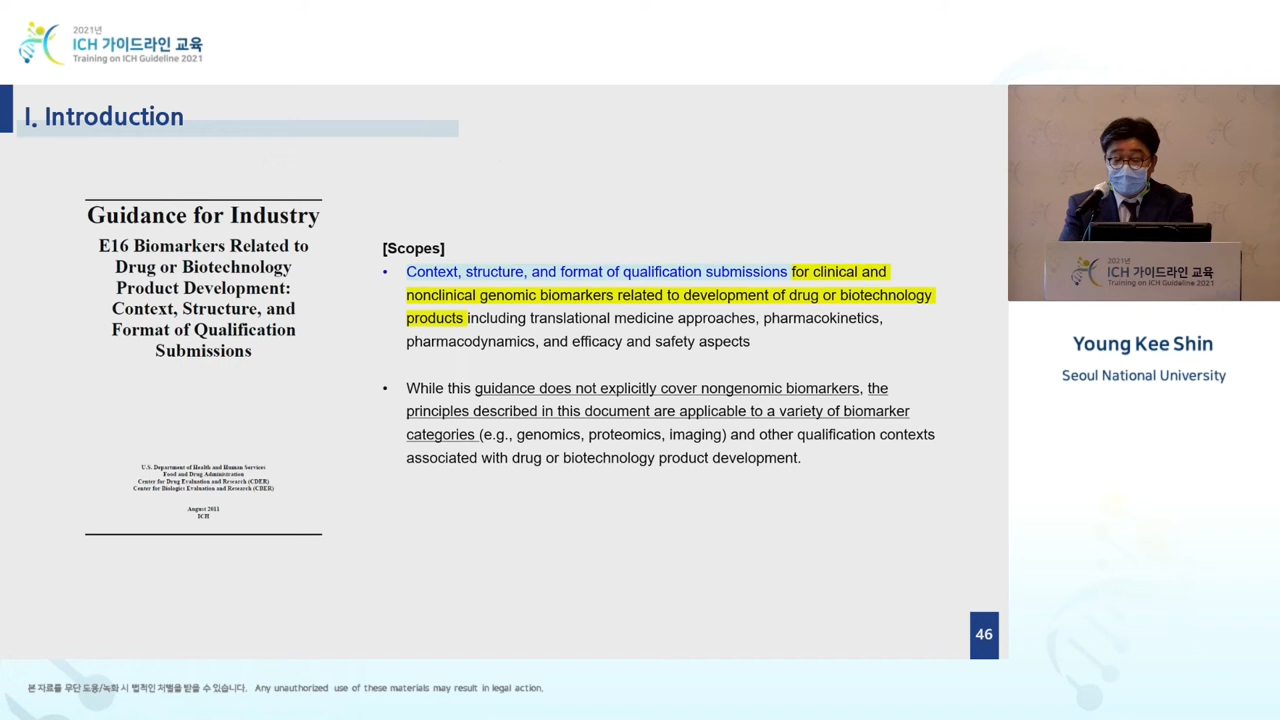 2021년
ICH 가이드라인 교육
Training on ICH Guideline 2021
I. Introduction
Guidance for Industry
E16 Biomarkers Related to
Drug or Biotechnology
Product Development:
Context, Structure, and
Format of Qualification
Submissions
U.S. Department of Health and Human Services
Food and Drug Administration
Center for Drug Evaluation and Research (CDER)
Center for Biologics Evaluation and Research (CBER)
August 2011
ICH
[Scopes]
• Context, structure, and format of qualification submissions for clinical and
nonclinical genomic biomarkers related to development of drug or biotechnology
products including translational medicine approaches, pharmacokinetics,
pharmacodynamics, and efficacy and safety aspects
• While this guidance does not explicitly cover nongenomic biomarkers, the
principles described in this document are applicable to a variety of biomarker
categories (e.g., genomics, proteomics, imaging) and other qualification contexts
associated with drug or biotechnology product development.
46
2021년
ICH 가이드라인 교육
Training on ICH Guideline 2021
Young Kee Shin
Seoul National University
본 자료를 무단 도용/녹화 시 법적인 처벌을 받을 수 있습니다. Any unauthorized use of these materials may result in legal action.